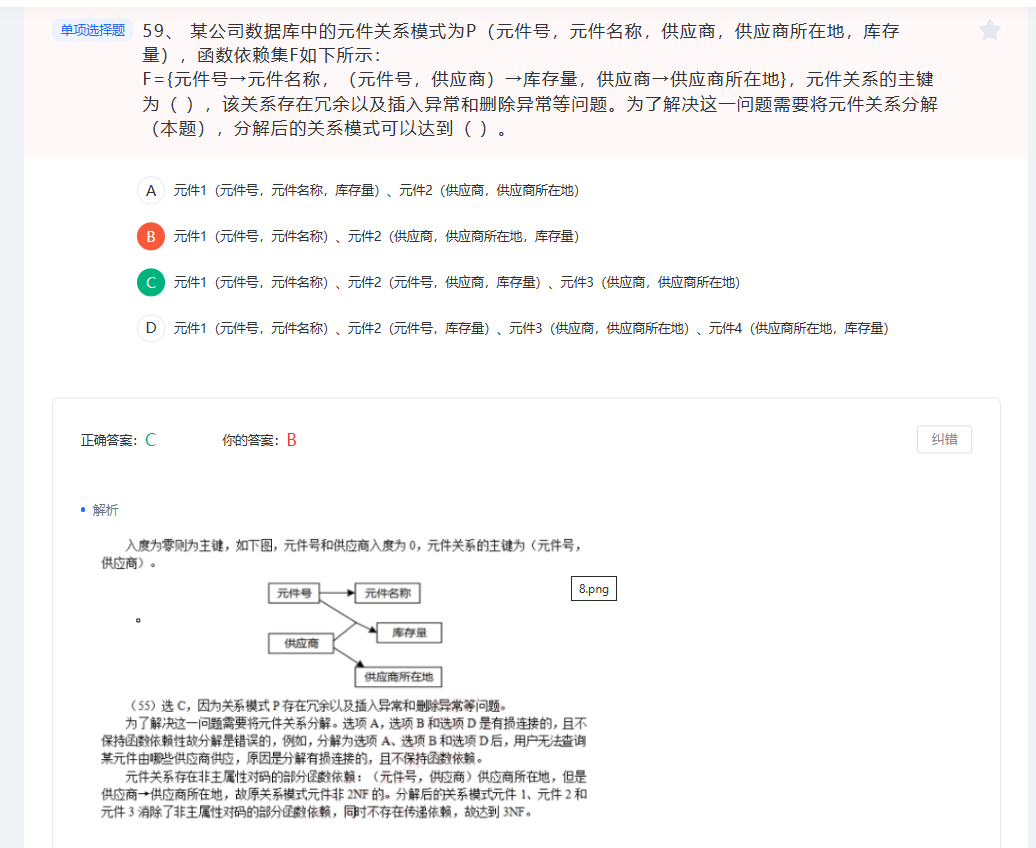 单项选择题 59、 某公司数据库中的元件关系模式为P（元件号，元件名称，供应商，供应商所在地，库存
量），函数依赖集F如下所示：
F={元件号→元件名称，（元件号，供应商）→库存量，供应商→供应商所在地}，元件关系的主键
为（ ），该关系存在冗余以及插入异常和删除异常等问题。为了解决这一问题需要将元件关系分解
（本题），分解后的关系模式可以达到（ ）。
A 元件1（元件号，元件名称，库存量）、元件2（供应商，供应商所在地）
B 元件1（元件号，元件名称）、元件2（供应商，供应商所在地，库存量）
C 元件1（元件号，元件名称）、元件2（元件号，供应商，库存量）、元件3（供应商，供应商所在地）
D 元件1（元件号，元件名称）、元件2（元件号，库存量）、元件3（供应商，供应商所在地）、元件4（供应商所在地，库存量）
正确答案：C 你的答案：B 纠错
解析
入度为零则为主键，如下图，元件号和供应商入度为 0，元件关系的主键为（元件号，
供应商）。
8.png
元件号 元件名称
库存量
供应商
供应商所在地
（55）选 C，因为关系模式 P 存在冗余以及插入异常和删除异常等问题。
为了解决这一问题需要将元件关系分解。选项 A，选项 B 和选项 D 是有损连接的，且不
保持函数依赖性故分解是错误的，例如，分解为选项 A、选项 B 和选项 D 后，用户无法查询
某元件由哪些供应商供应，原因是分解有损连接的，且不保持函数依赖。
元件关系存在非主属性对码的部分函数依赖：（元件号，供应商）供应商所在地，但是
供应商→供应商所在地，故原关系模式元件非 2NF 的。分解后的关系模式元件 1、元件 2 和
元件 3 消除了非主属性对码的部分函数依赖，同时不存在传递依赖，故达到 3NF。